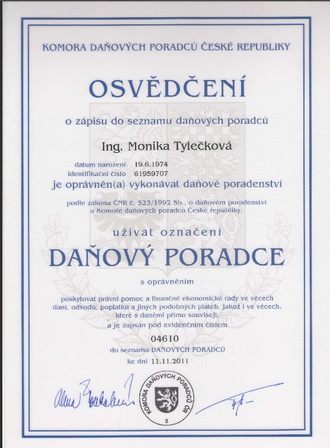 KOMORA DAŇOVÝCH PORADCŮ ČESKÉ REPUBLIKY
OSVĚDČENÍ
o zápisu do seznamu daňových poradců
Ing. Monika Tylečková
datum narození 19.6.1974
identifikační číslo 61959707
je oprávněn(a) vykonávat daňové poradenství
podle zákona ČNR č. 523/1992 Sb., o daňovém poradenství
a Komoře daňových poradců České republiky,
užívat označení
DAŇOVÝ PORADCE
s oprávněním
poskytovat právní pomoc a finančně ekonomické rady ve věcech
daní, odvodů, poplatků a jiných podobných plateb, jakož i ve věcech,
které s daněmi přímo souvisejí,
a je zapsán pod evidenčním číslem
04610
do seznamu DAŇOVÝCH PORADCŮ
ke dni 11.11.2011
KOMORA DAŇOVÝCH PORADCŮ ČR
3